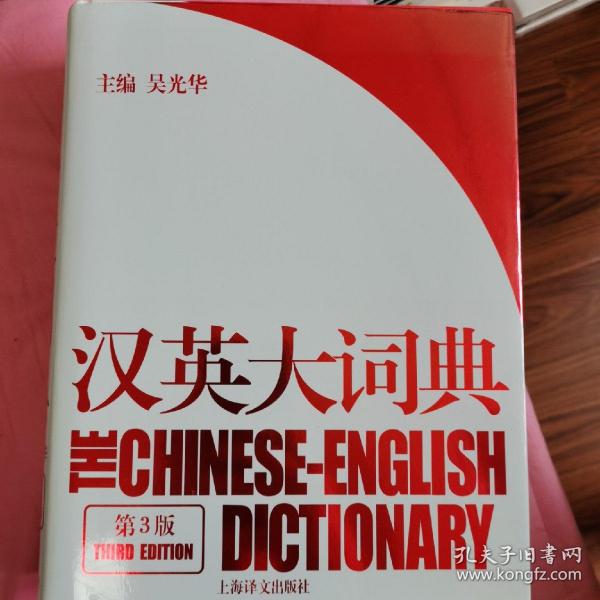 主编 吴光华
汉英大词典
THE CHINESE-ENGLISH
DICTIONARY
第3版
THIRD EDITION
上海译文出版社
孔夫子旧书网
www.kongfz.com